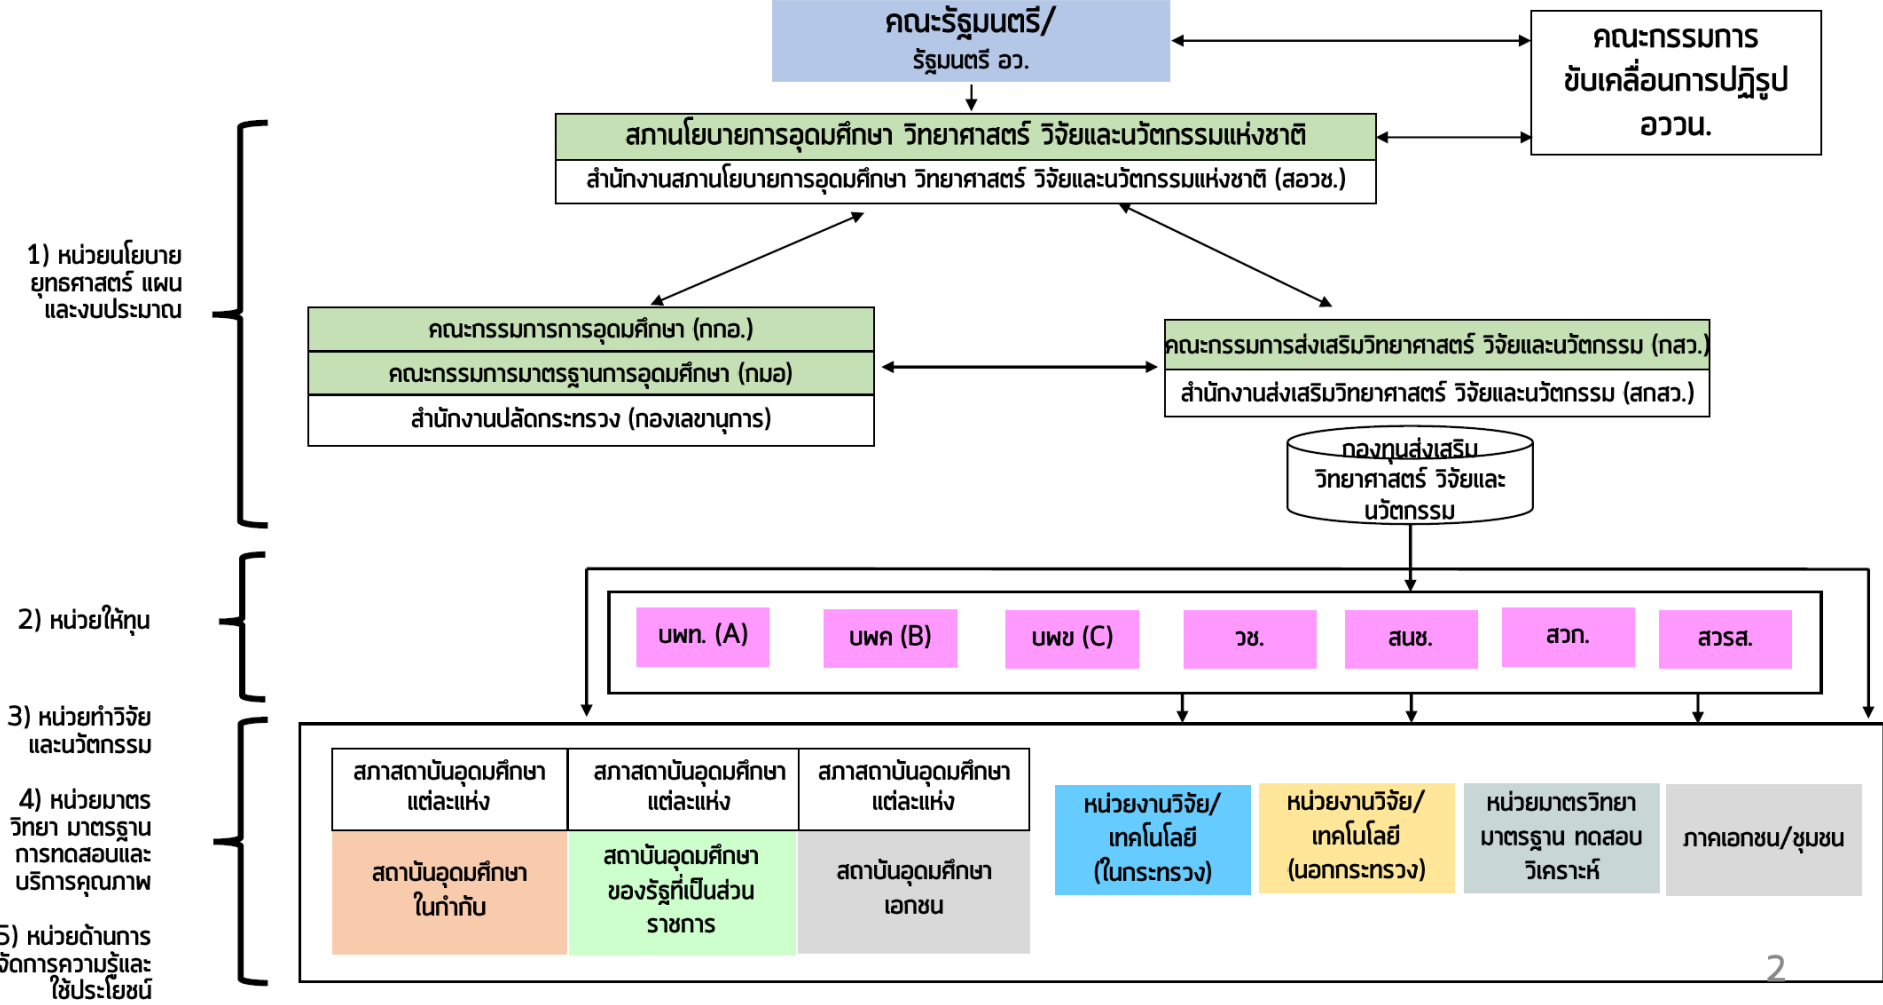 คณะรัฐมนตรี/
รัฐมนตรี อว.
คณะกรรมการ
ขับเคลื่อนการปฏิรูป
อววน.
สภานโยบายการอุดมศึกษา วิทยาศาสตร์ วิจัยและนวัตกรรมแห่งชาติ
สำนักงานสภานโยบายการอุดมศึกษา วิทยาศาสตร์ วิจัยและนวัตกรรมแห่งชาติ (สอวช.)
1) หน่วยนโยบาย
ยุทธศาสตร์ แผน
และงบประมาณ
คณะกรรมการการอุดมศึกษา (กกอ.)
คณะกรรมการมาตรฐานการอุดมศึกษา (กมอ)
สำนักงานปลัดกระทรวง (กองเลขานุการ)
คณะกรรมการส่งเสริมวิทยาศาสตร์ วิจัยและนวัตกรรม (กสว.)
สำนักงานส่งเสริมวิทยาศาสตร์ วิจัยและนวัตกรรม (สกสว.)
กองทุนส่งเสริม
วิทยาศาสตร์ วิจัยและ
นวัตกรรม
2) หน่วยให้ทุน
บพท. (A)
บพค (B)
บพข (C)
วช.
สนช.
สวก.
สวรส.
3) หน่วยทำวิจัย
และนวัตกรรม
4) หน่วยมาตร
วิทยา มาตรฐาน
การทดสอบและ
บริการคุณภาพ
5) หน่วยด้านการ
จัดการความรู้และ
ใช้ประโยชน์
สภาสถาบันอุดมศึกษา
แต่ละแห่ง
สภาสถาบันอุดมศึกษา
แต่ละแห่ง
สภาสถาบันอุดมศึกษา
แต่ละแห่ง
สถาบันอุดมศึกษา
ในกำกับ
สถาบันอุดมศึกษา
ของรัฐที่เป็นส่วน
ราชการ
สถาบันอุดมศึกษา
เอกชน
หน่วยงานวิจัย/
เทคโนโลยี
(ในกระทรวง)
หน่วยงานวิจัย/
เทคโนโลยี
(นอกกระทรวง)
หน่วยมาตรวิทยา
มาตรฐาน ทดสอบ
วิเคราะห์
ภาคเอกชน/ชุมชน
2